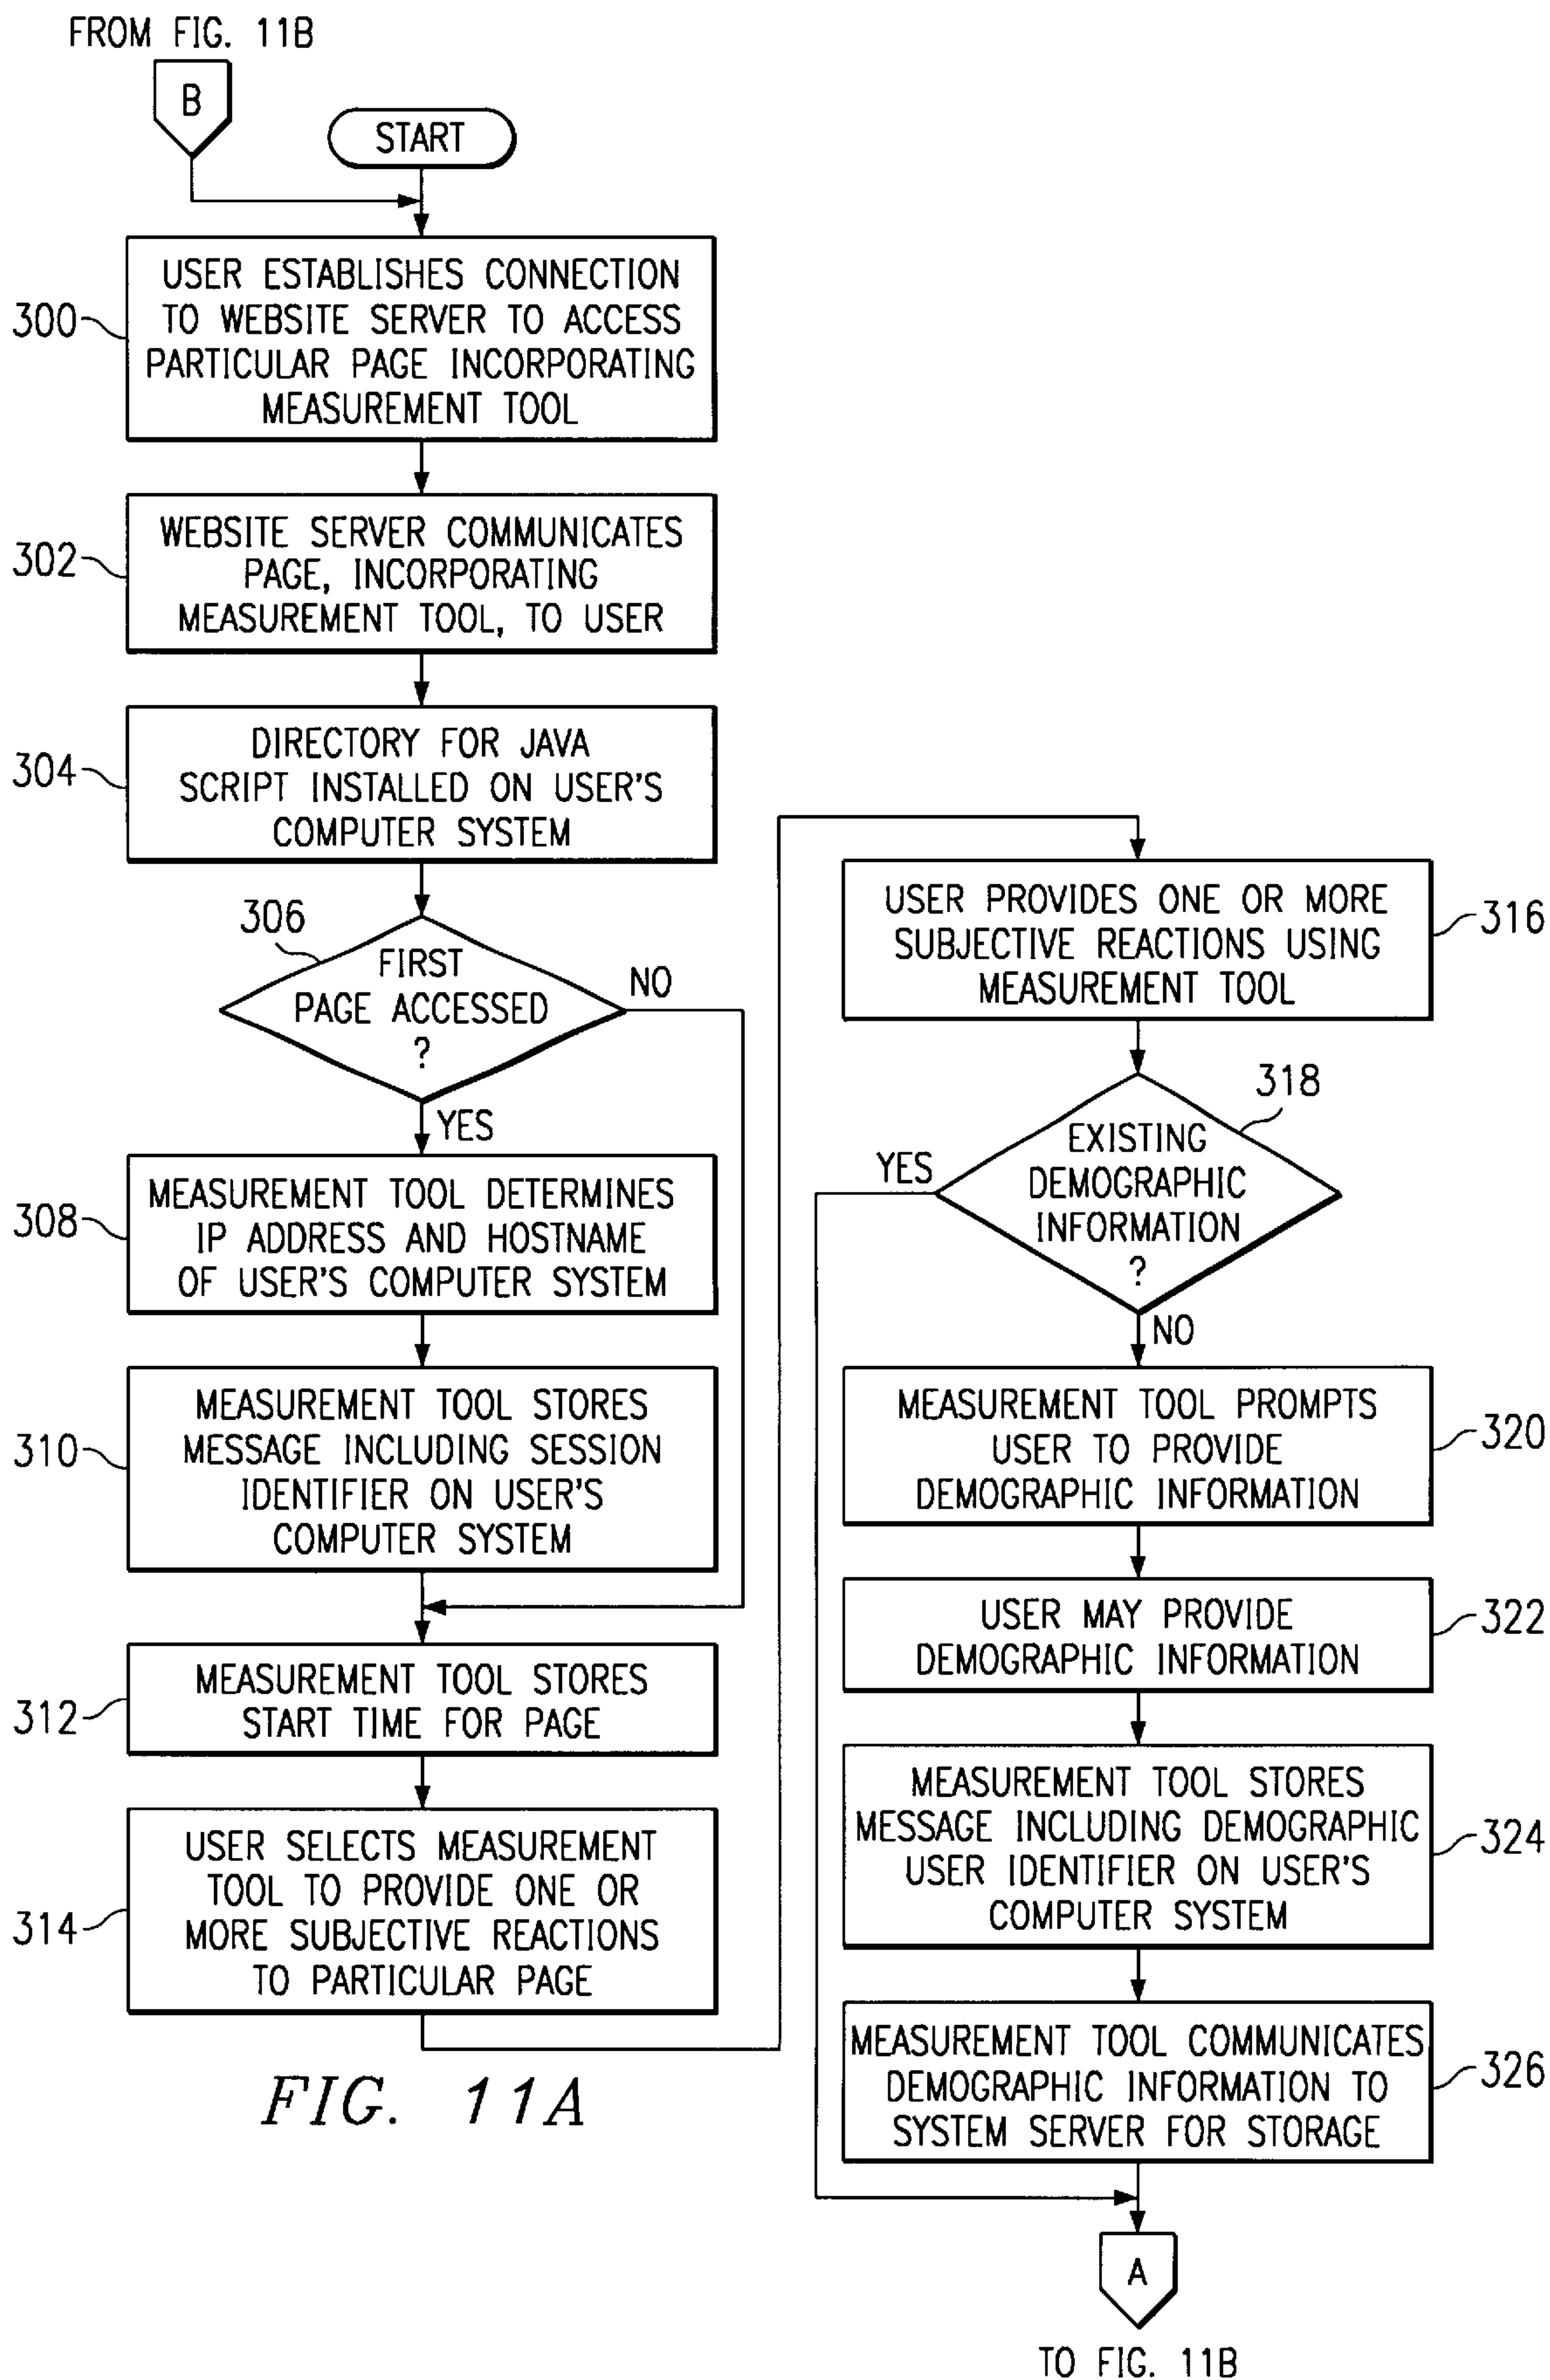 FROM FIG. 11B
B
START
300
USER ESTABLISHES CONNECTION
TO WEBSITE SERVER TO ACCESS
PARTICULAR PAGE INCORPORATING
MEASUREMENT TOOL
302
WEBSITE SERVER COMMUNICATES
PAGE, INCORPORATING
MEASUREMENT TOOL, TO USER
304
DIRECTORY FOR JAVA
SCRIPT INSTALLED ON USER'S
COMPUTER SYSTEM
306
FIRST
PAGE ACCESSED
?
NO
YES
308
MEASUREMENT TOOL DETERMINES
IP ADDRESS AND HOSTNAME
OF USER'S COMPUTER SYSTEM
310
MEASUREMENT TOOL STORES
MESSAGE INCLUDING SESSION
IDENTIFIER ON USER'S
COMPUTER SYSTEM
312
MEASUREMENT TOOL STORES
START TIME FOR PAGE
314
USER SELECTS MEASUREMENT
TOOL TO PROVIDE ONE OR
MORE SUBJECTIVE REACTIONS
TO PARTICULAR PAGE
316
USER PROVIDES ONE OR MORE
SUBJECTIVE REACTIONS USING
MEASUREMENT TOOL
318
EXISTING
DEMOGRAPHIC
INFORMATION
?
YES
NO
320
MEASUREMENT TOOL PROMPTS
USER TO PROVIDE
DEMOGRAPHIC INFORMATION
322
USER MAY PROVIDE
DEMOGRAPHIC INFORMATION
324
MEASUREMENT TOOL STORES
MESSAGE INCLUDING DEMOGRAPHIC
USER IDENTIFIER ON USER'S
COMPUTER SYSTEM
326
MEASUREMENT TOOL COMMUNICATES
DEMOGRAPHIC INFORMATION TO
SYSTEM SERVER FOR STORAGE
A
TO FIG. 11B
FIG. 11A